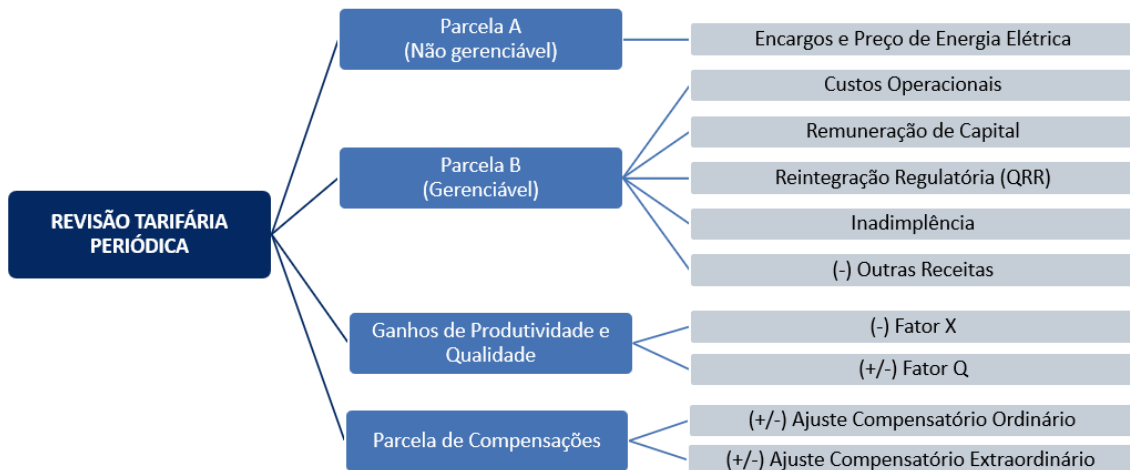 REVISÃO TARIFÁRIA
PERIÓDICA
Parcela A
(Não gerenciável)
Encargos e Preço de Energia Elétrica
Parcela B
(Gerenciável)
Custos Operacionais
Remuneração de Capital
Reintegração Regulatória (QRR)
Inadimplência
(-) Outras Receitas
Ganhos de Produtividade e
Qualidade
(-) Fator X
(+/-) Fator Q
Parcela de Compensações
(+/-) Ajuste Compensatório Ordinário
(+/-) Ajuste Compensatório Extraordinário